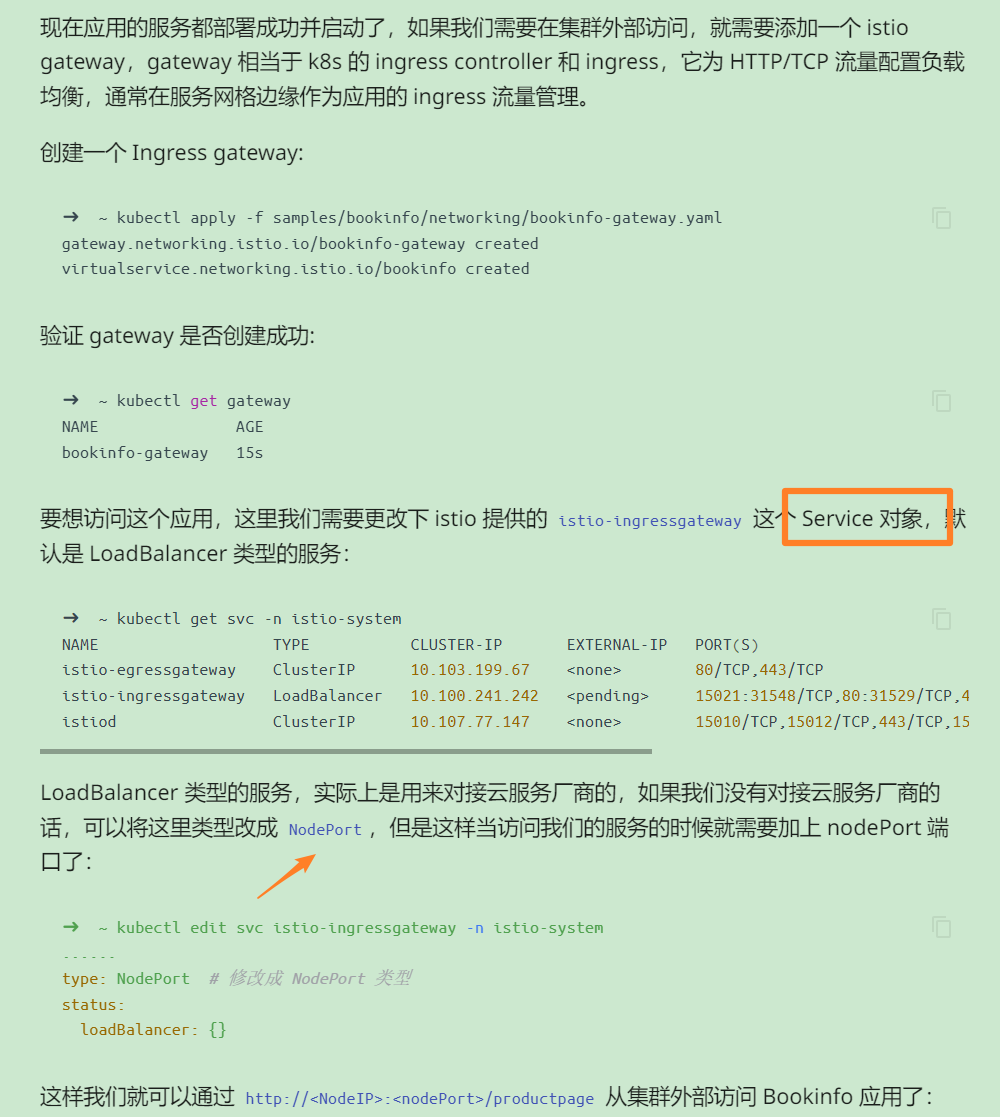 现在应用的服务都部署成功并启动了，如果我们需要在集群外部访问，就需要添加一个 istio
gateway，gateway 相当于 k8s 的 ingress controller 和 ingress，它为 HTTP/TCP 流量配置负载
均衡，通常在服务网格边缘作为应用的 ingress 流量管理。
创建一个 Ingress gateway:
➜  ~ kubectl apply -f samples/bookinfo/networking/bookinfo-gateway.yaml
gateway.networking.istio.io/bookinfo-gateway created
virtualservice.networking.istio.io/bookinfo created
验证 gateway 是否创建成功:
➜  ~ kubectl get gateway
NAME               AGE
bookinfo-gateway   15s
要想访问这个应用，这里我们需要更改下 istio 提供的 istio-ingressgateway 这个 Service 对象，默
认是 LoadBalancer 类型的服务：
➜  ~ kubectl get svc -n istio-system
NAME                   TYPE           CLUSTER-IP       EXTERNAL-IP   PORT(S)
istio-egressgateway    ClusterIP      10.103.199.67    <none>        80/TCP,443/TCP
istio-ingressgateway   LoadBalancer   10.100.241.242   <pending>     15021:31548/TCP,80:31529/TCP,4
istiod                 ClusterIP      10.107.77.147    <none>        15010/TCP,15012/TCP,443/TCP,15
LoadBalancer 类型的服务，实际上是用来对接云服务厂商的，如果我们没有对接云服务厂商的
话，可以将这里类型改成 NodePort ，但是这样当访问我们的服务的时候就需要加上 nodePort 端
口了：
➜  ~ kubectl edit svc istio-ingressgateway -n istio-system
......
type: NodePort  # 修改成 NodePort 类型
status:
  loadBalancer: {}
这样我们就可以通过 http://<NodeIP>:<nodePort>/productpage 从集群外部访问 Bookinfo 应用了：